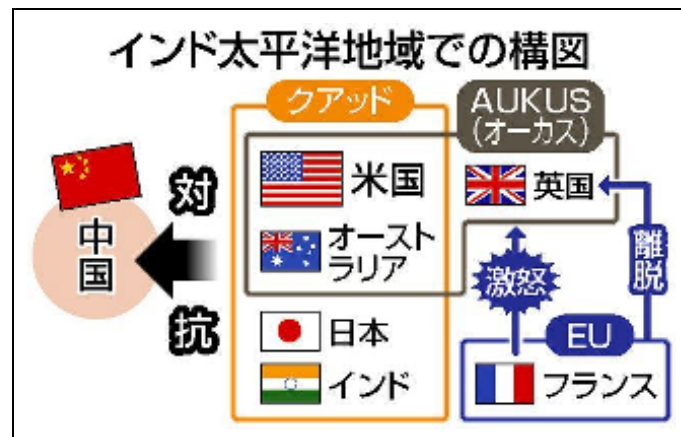 インド太平洋地域での構図
クアッド
AUKUS
(オーカス)
米国
英国
オースト
ラリア
日本
インド
中国
対抗
激怒
離脱
EU
フランス